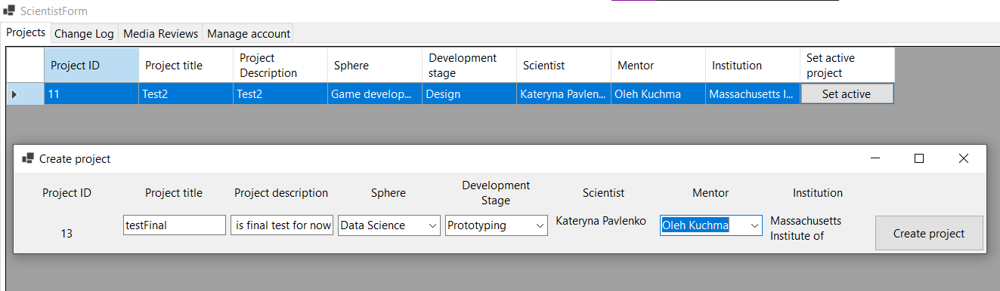 ScientistForm
Projects Change Log Media Reviews Manage account
Project ID Project title Project Description Sphere Development stage Scientist Mentor Institution Set active project
11 Test2 Test2 Game develop... Design Kateryna Pavlen... Oleh Kuchma Massachusetts I... Set active
Create project
Project ID Project title Project description Sphere Development Stage Scientist Mentor Institution
13 testFinal is final test for now Data Science Prototyping Kateryna Pavlenko Oleh Kuchma Massachusetts Institute of Create project